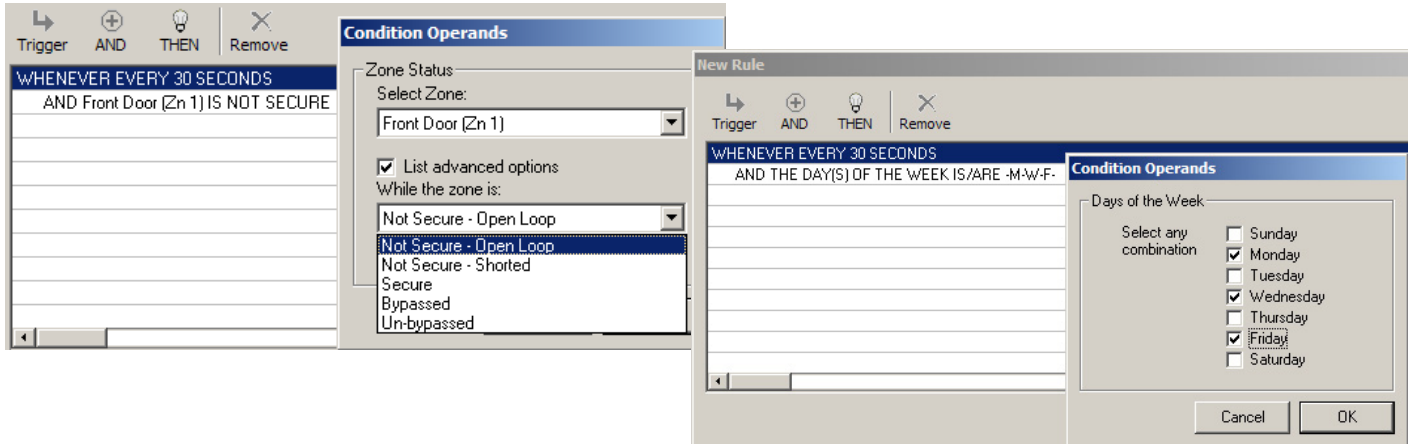 Trigger AND THEN Remove
WHENEVER EVERY 30 SECONDS
AND Front Door (Zn 1) IS NOT SECURE
Condition Operands
Zone Status
Select Zone:
Front Door (Zn 1)
List advanced options
While the zone is:
Not Secure - Open Loop
Not Secure - Open Loop
Not Secure - Shorted
Secure
Bypassed
Un-bypassed
New Rule
Trigger AND THEN Remove
WHENEVER EVERY 30 SECONDS
AND THE DAY(S) OF THE WEEK IS/ARE -M-W-F-
Condition Operands
Days of the Week
Select any
combination
Sunday
Monday
Tuesday
Wednesday
Thursday
Friday
Saturday
Cancel OK